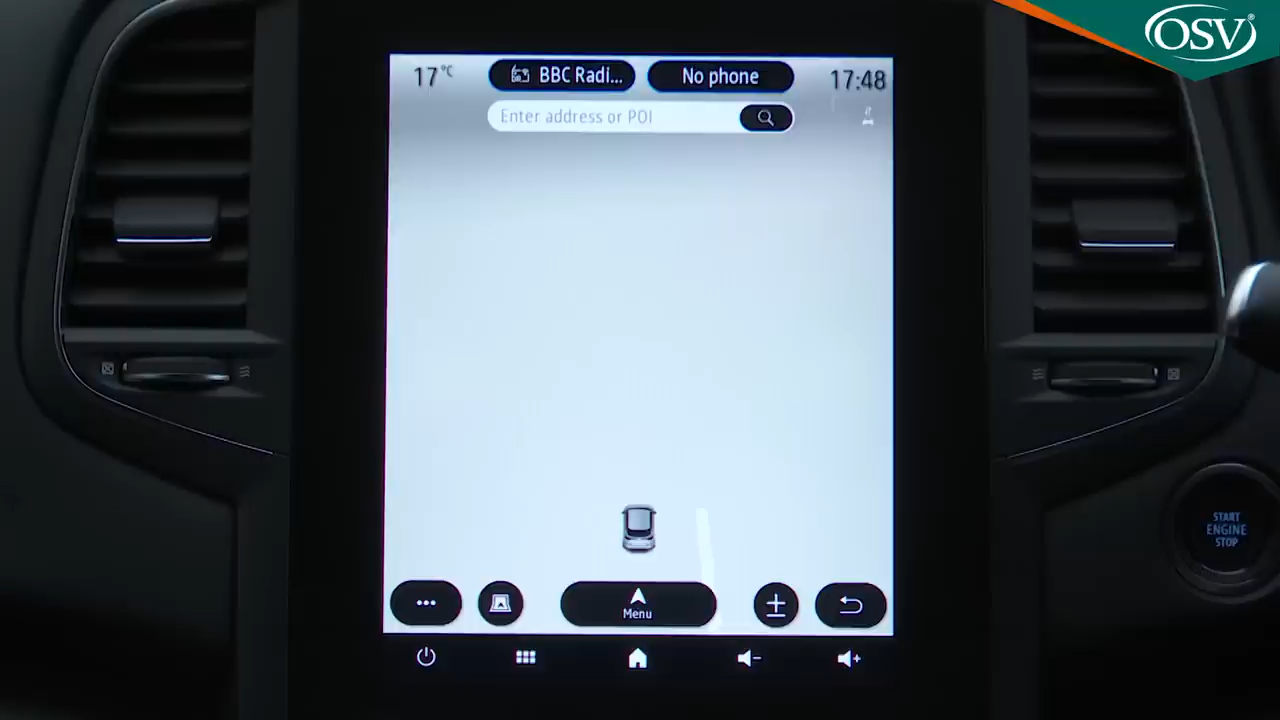 OSV®
17°C
BBC Radi...
No phone
17:48
Enter address or POI
Menu
START
ENGINE
STOP